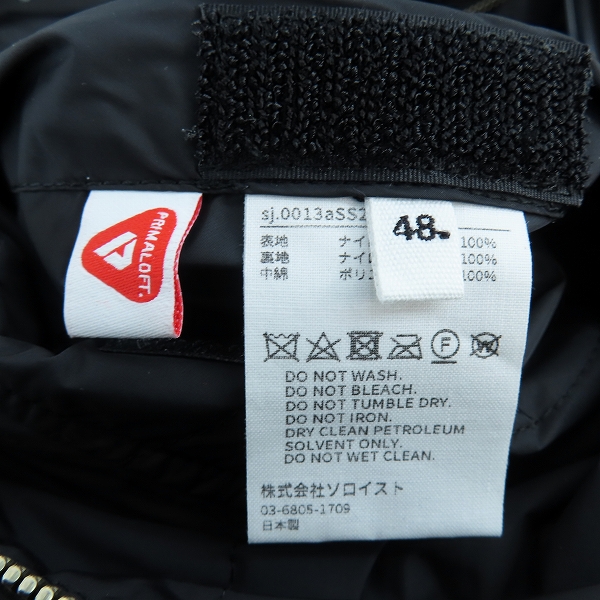 PRIMALOFT.
sj.0013aSS2
48.
表地 ナイ 100%
裏地 ナイ 100%
中綿 ポリ 100%
F
W
DO NOT WASH.
DO NOT BLEACH.
DO NOT TUMBLE DRY.
DO NOT IRON.
DRY CLEAN PETROLEUM
SOLVENT ONLY.
DO NOT WET CLEAN.
株式会社ソロイスト
03-6805-1709
日本製